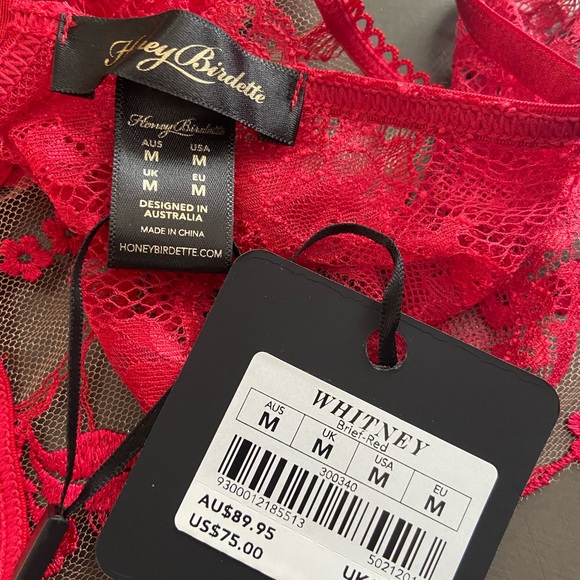 Honey Birdette
Honey Birdette
AUS USA
M M
UK EU
M M
DESIGNED IN
AUSTRALIA
MADE IN CHINA
HONEYBIRDETTE.COM
WHITNEY
Brief-Red
AUS UK USA EU
M M M M
300340
9300012185513
AU$89.95
US$75.00